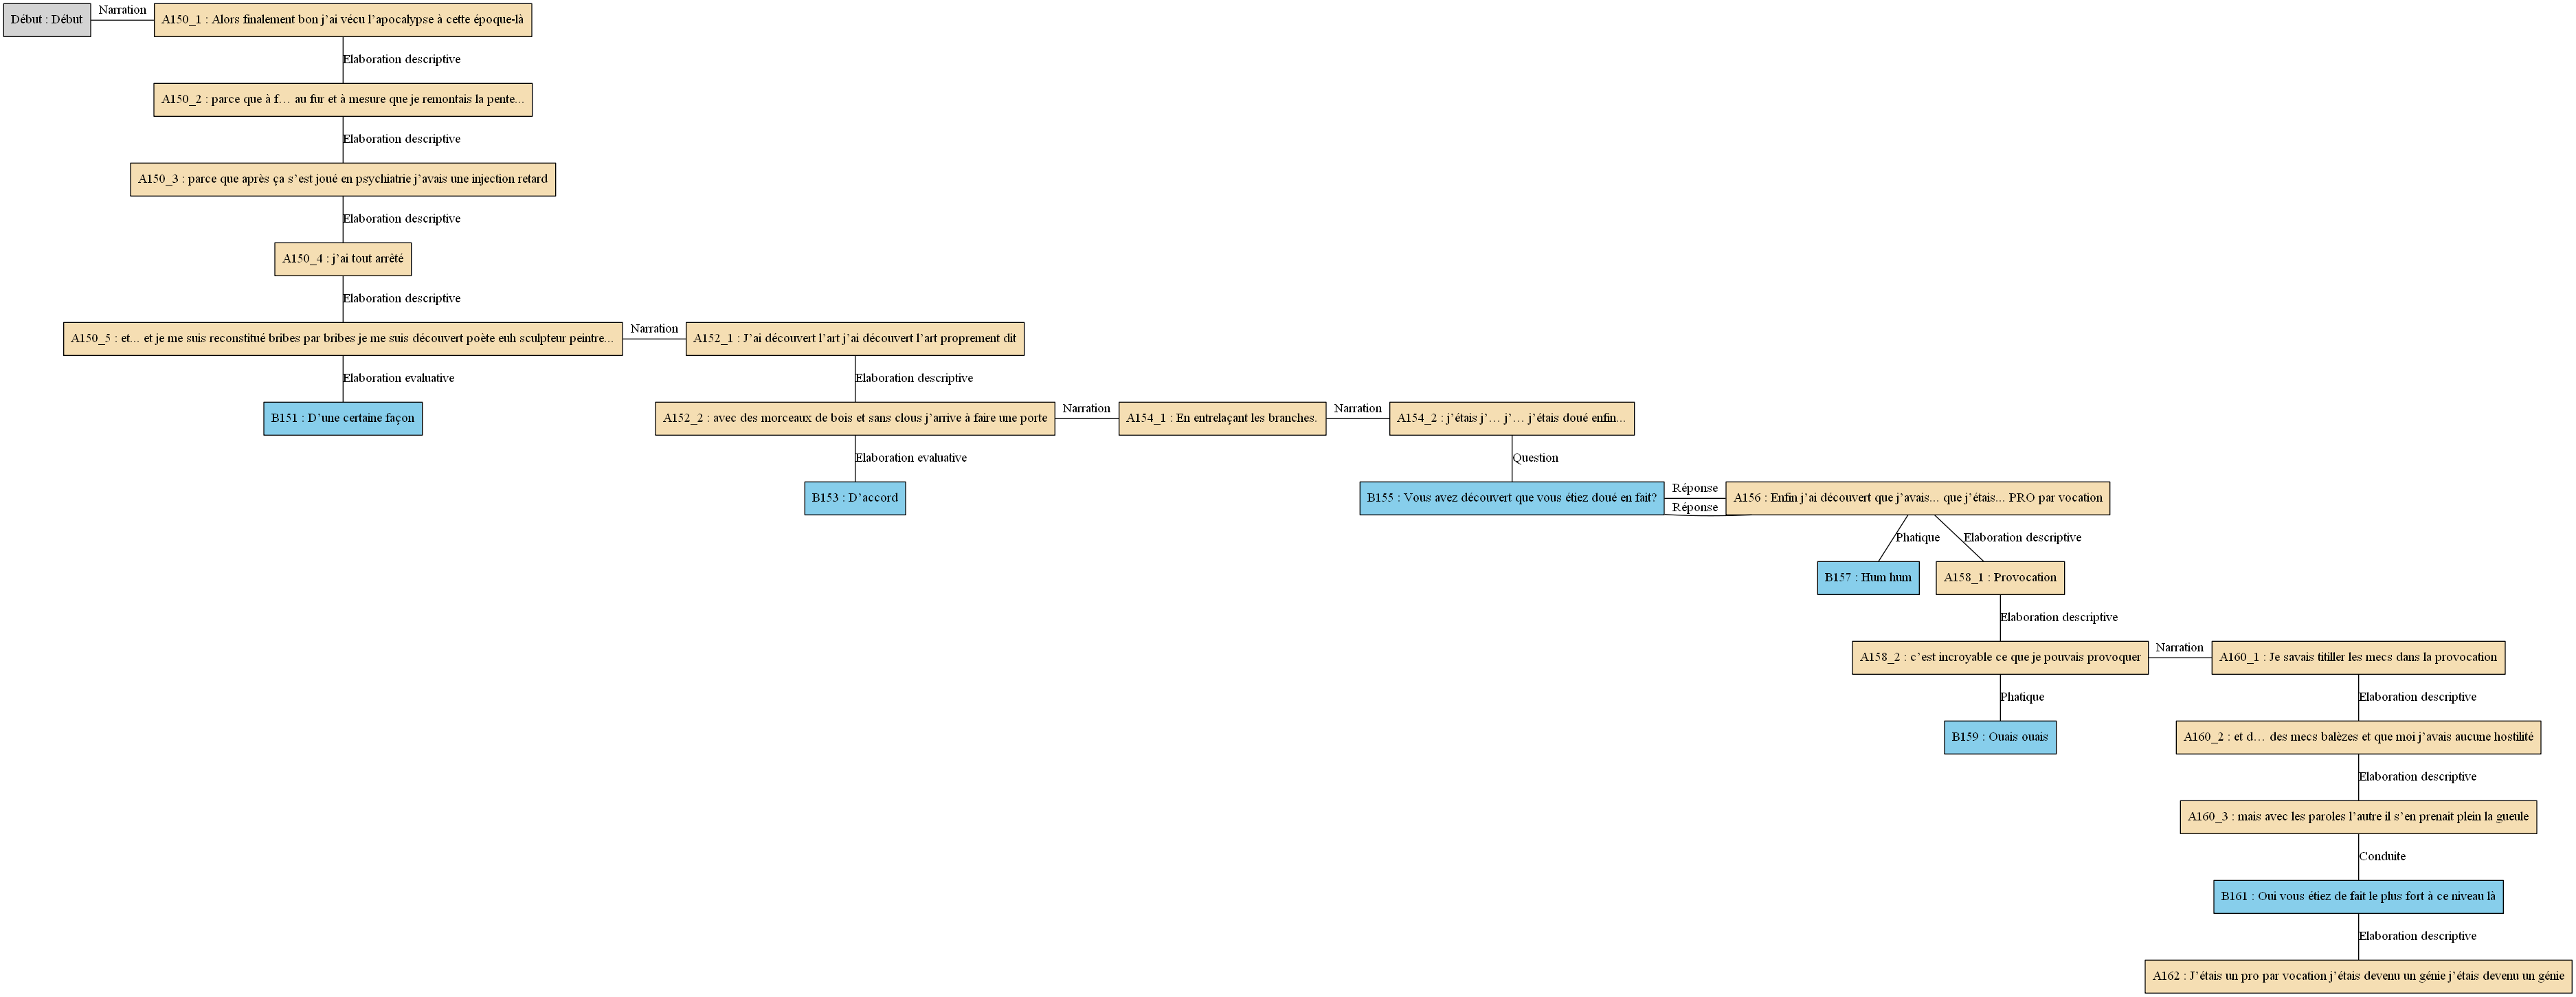 Début : Début
Narration
A150_1 : Alors finalement bon j’ai vécu l’apocalypse à cette époque-là
Elaboration descriptive
A150_2 : parce que à f… au fur et à mesure que je remontais la pente...
Elaboration descriptive
A150_3 : parce que après ça s’est joué en psychiatrie j’avais une injection retard
Elaboration descriptive
A150_4 : j’ai tout arrêté
Elaboration descriptive
A150_5 : et... et je me suis reconstitué bribes par bribes je me suis découvert poète euh sculpteur peintre...
Narration
A152_1 : J’ai découvert l’art j’ai découvert l’art proprement dit
Elaboration evaluative
Elaboration descriptive
B151 : D’une certaine façon
A152_2 : avec des morceaux de bois et sans clous j’arrive à faire une porte
Narration
A154_1 : En entrelaçant les branches.
Narration
A154_2 : j’étais j’… j’… j’étais doué enfin...
Elaboration evaluative
Question
B153 : D’accord
B155 : Vous avez découvert que vous étiez doué en fait?
Réponse
Réponse
A156 : Enfin j’ai découvert que j’avais... que j’étais... PRO par vocation
Phatique
Elaboration descriptive
B157 : Hum hum
A158_1 : Provocation
Elaboration descriptive
A158_2 : c’est incroyable ce que je pouvais provoquer
Narration
A160_1 : Je savais titiller les mecs dans la provocation
Phatique
Elaboration descriptive
B159 : Ouais ouais
A160_2 : et d… des mecs balèzes et que moi j’avais aucune hostilité
Elaboration descriptive
A160_3 : mais avec les paroles l’autre il s’en prenait plein la gueule
Conduite
B161 : Oui vous étiez de fait le plus fort à ce niveau là
Elaboration descriptive
A162 : J’étais un pro par vocation j’étais devenu un génie j’étais devenu un génie